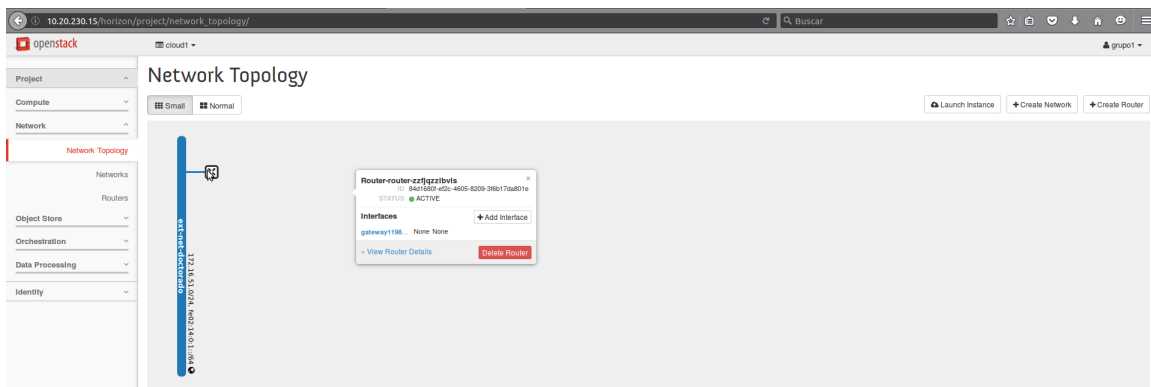 10.20.230.15/horizon/project/network_topology/
Buscar
openstack
cloud1
grupo1
Project
Network Topology
Compute
Small
Normal
Launch Instance
+ Create Network
+ Create Router
Network
Network Topology
Networks
Routers
Object Store
Orchestration
Data Processing
Identity
ext-net-doctorado
172.16.51.0/24, fe02:14:0:1::/64
Router-router-zzfjqzzibvls
×
ID 84d1680f-ef2c-4605-8209-3f6b17da801e
STATUS ACTIVE
Interfaces
+ Add Interface
gateway1198... None None
» View Router Details
Delete Router